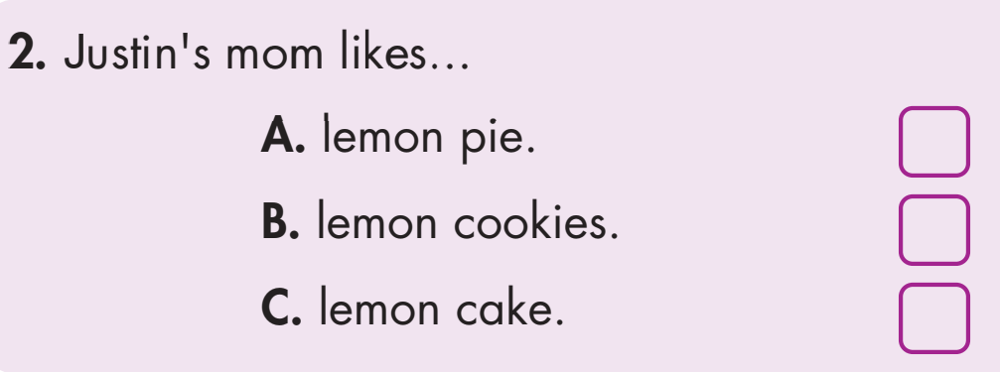 2. Justin's mom likes...
A. lemon pie.
B. lemon cookies.
C. lemon cake.